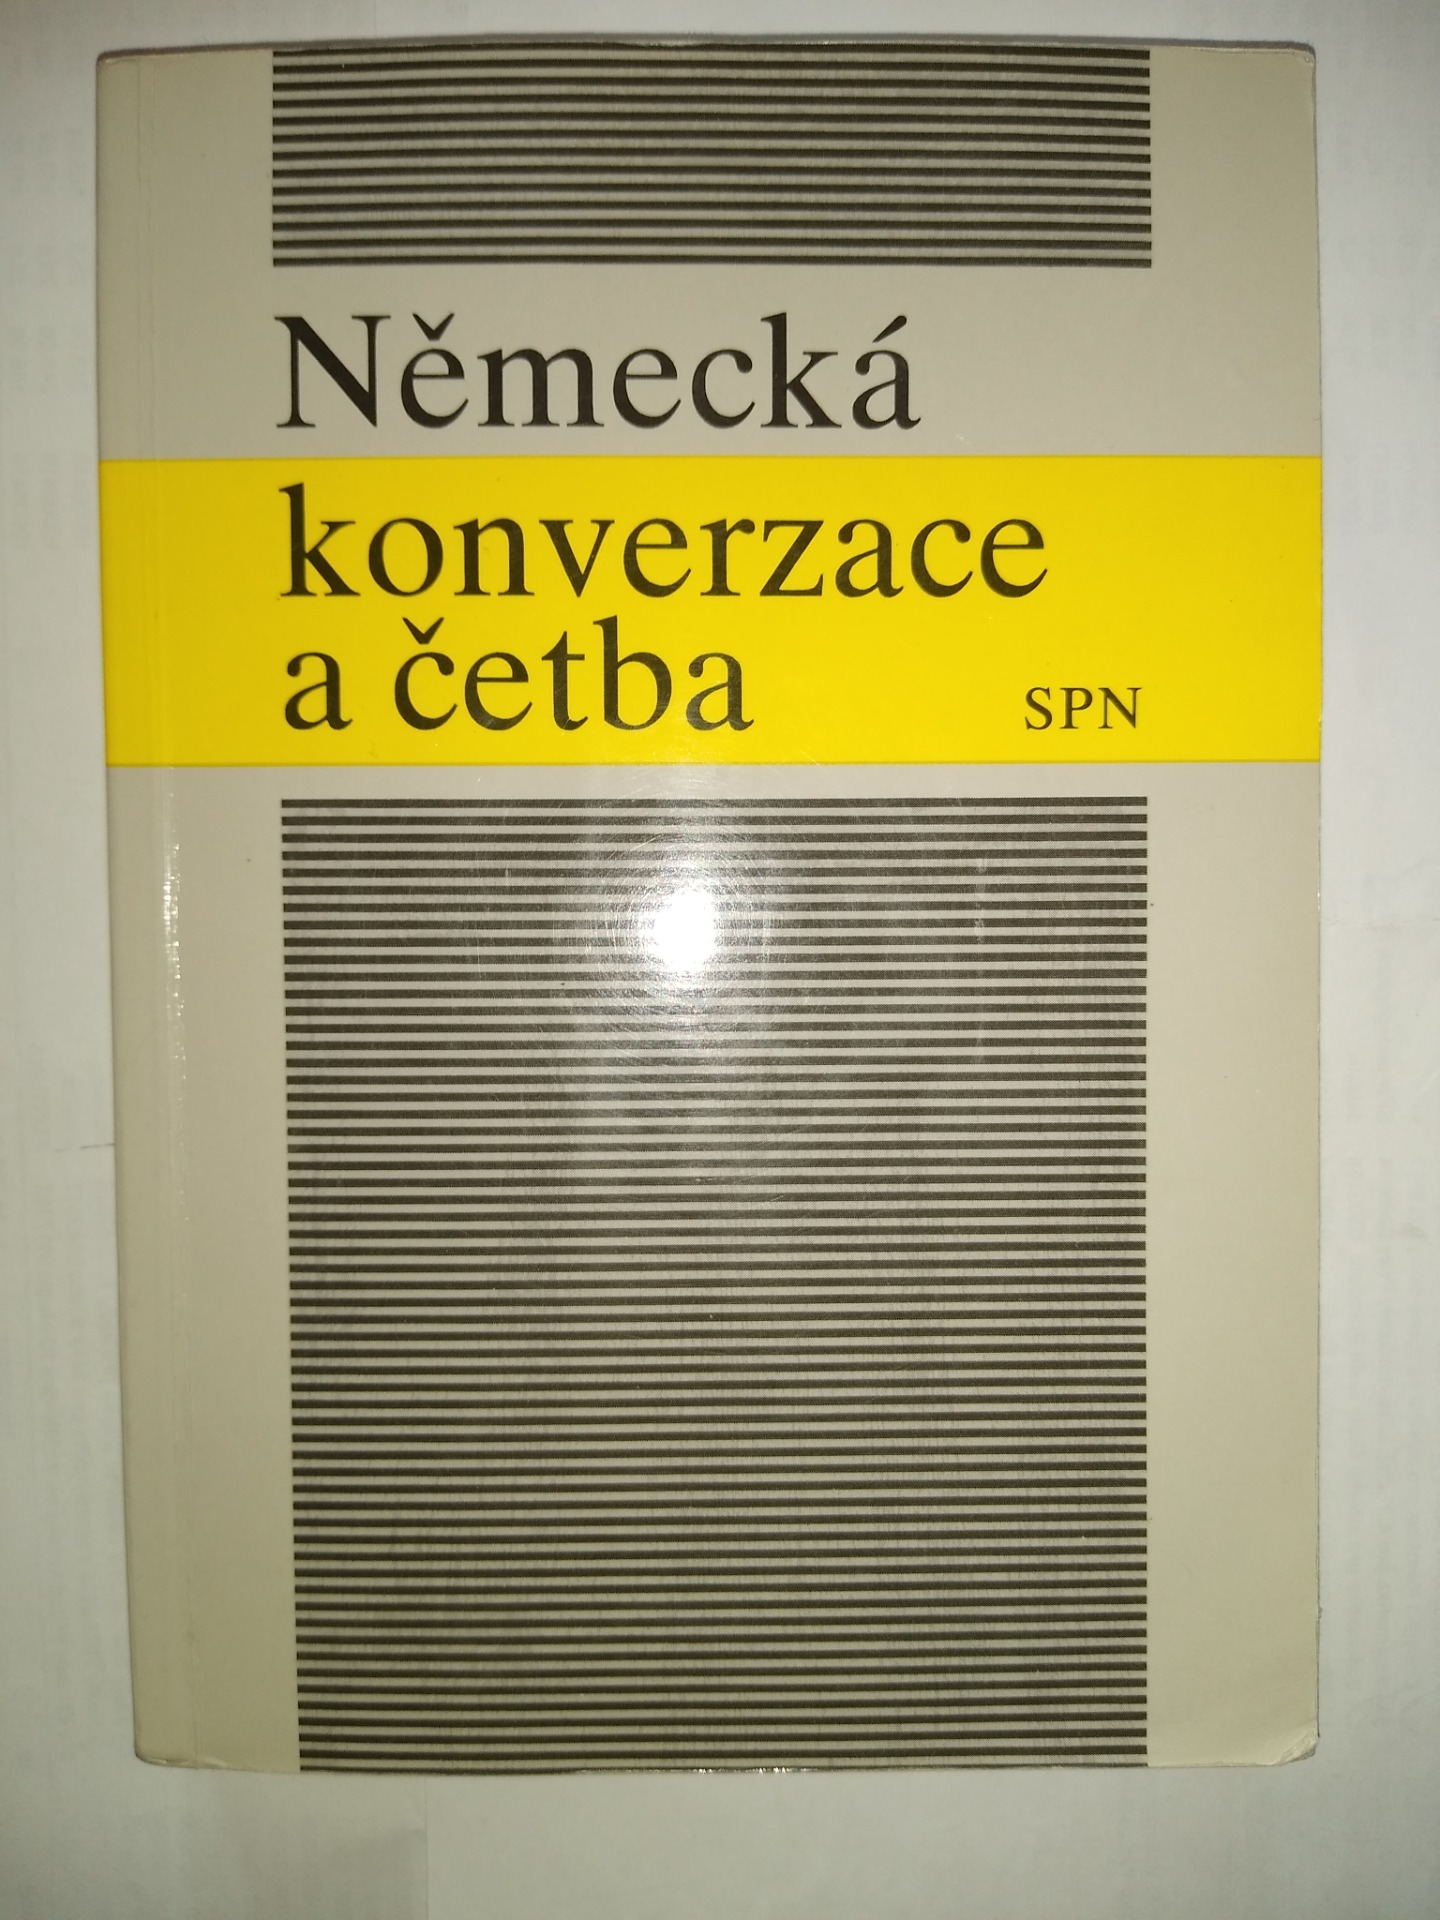 Německá
konverzace
a četba
SPN